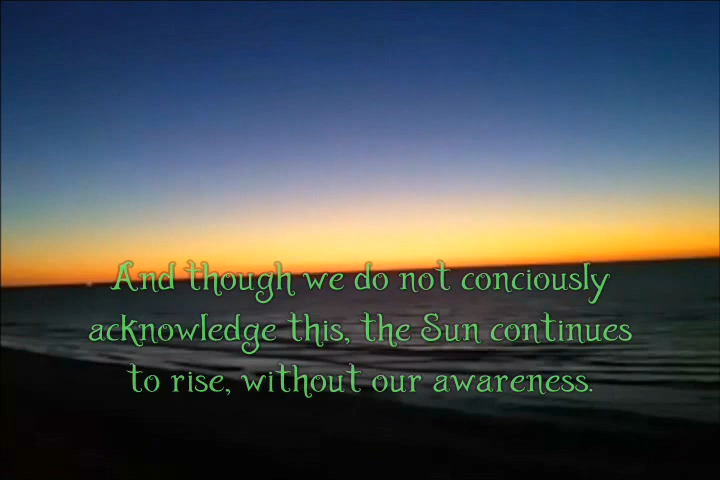 And though we do not conciously
acknowledge this, the Sun continues
to rise, without our awareness.